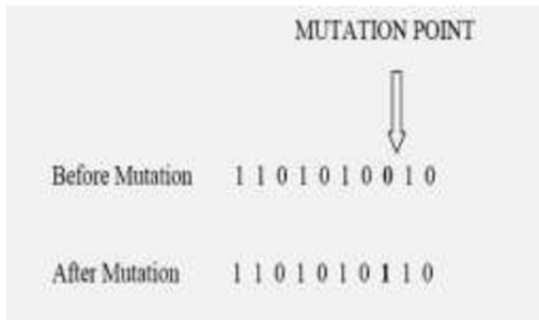 MUTATION POINT
Before Mutation 1 1 0 1 0 1 0 0 1 0
After Mutation 1 1 0 1 0 1 0 1 1 0